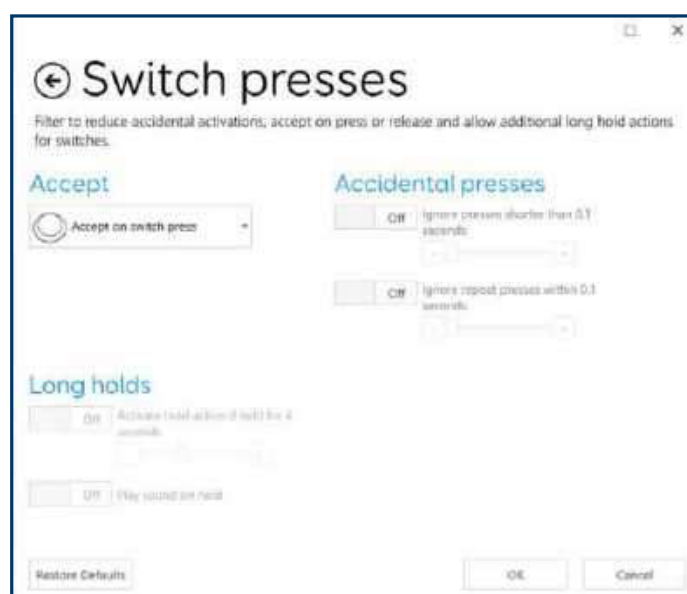 Switch presses
Filter to reduce accidental activations, accept on press or release and allow additional long hold actions
for switches.
Accept
Accept on switch press
Accidental presses
Off
Ignore presses shorter than 0.1
seconds
Off
Ignore repeat presses within 0.1
seconds
Long holds
Off
Activate hold action if held for 4
seconds
Off
Play sound on hold
Restore Defaults
OK
Cancel